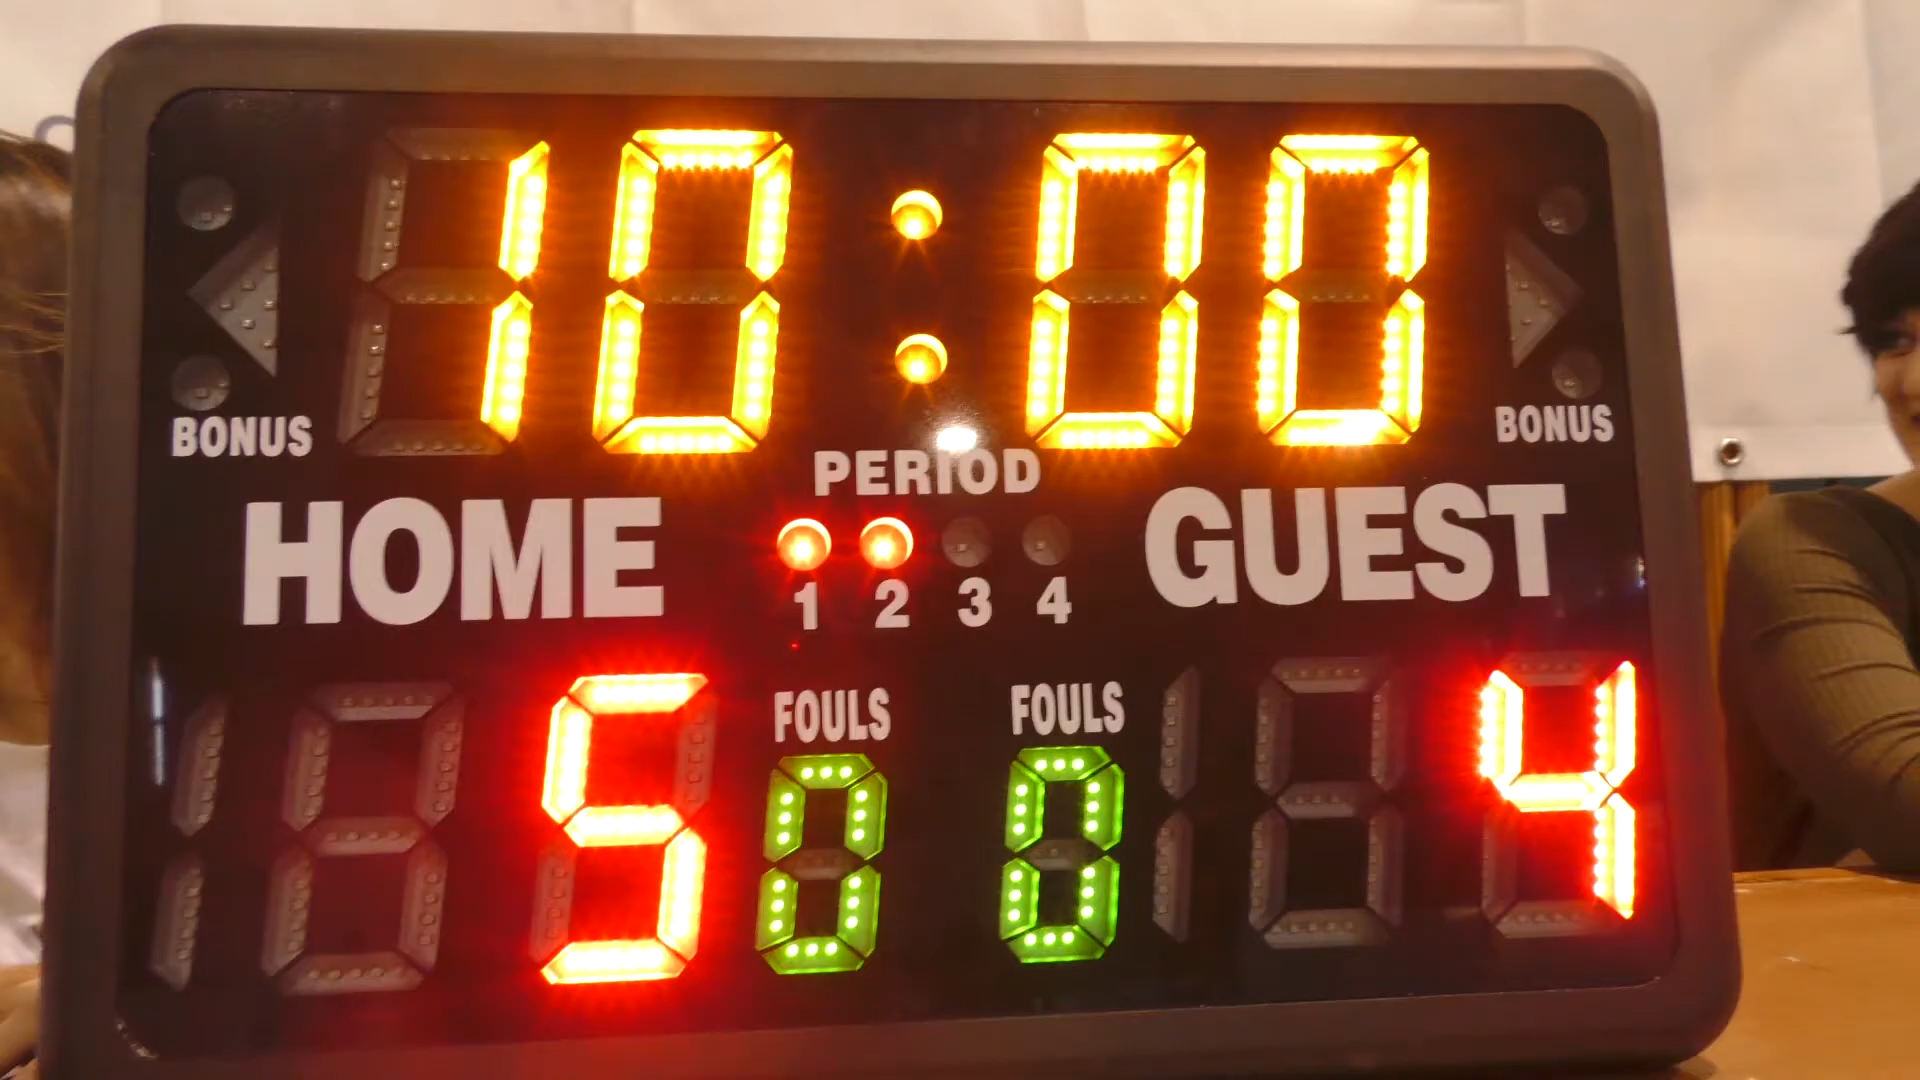 10:00
BONUS PERIOD BONUS
HOME GUEST
1 2 3 4
FOULS FOULS
5 0 0 4